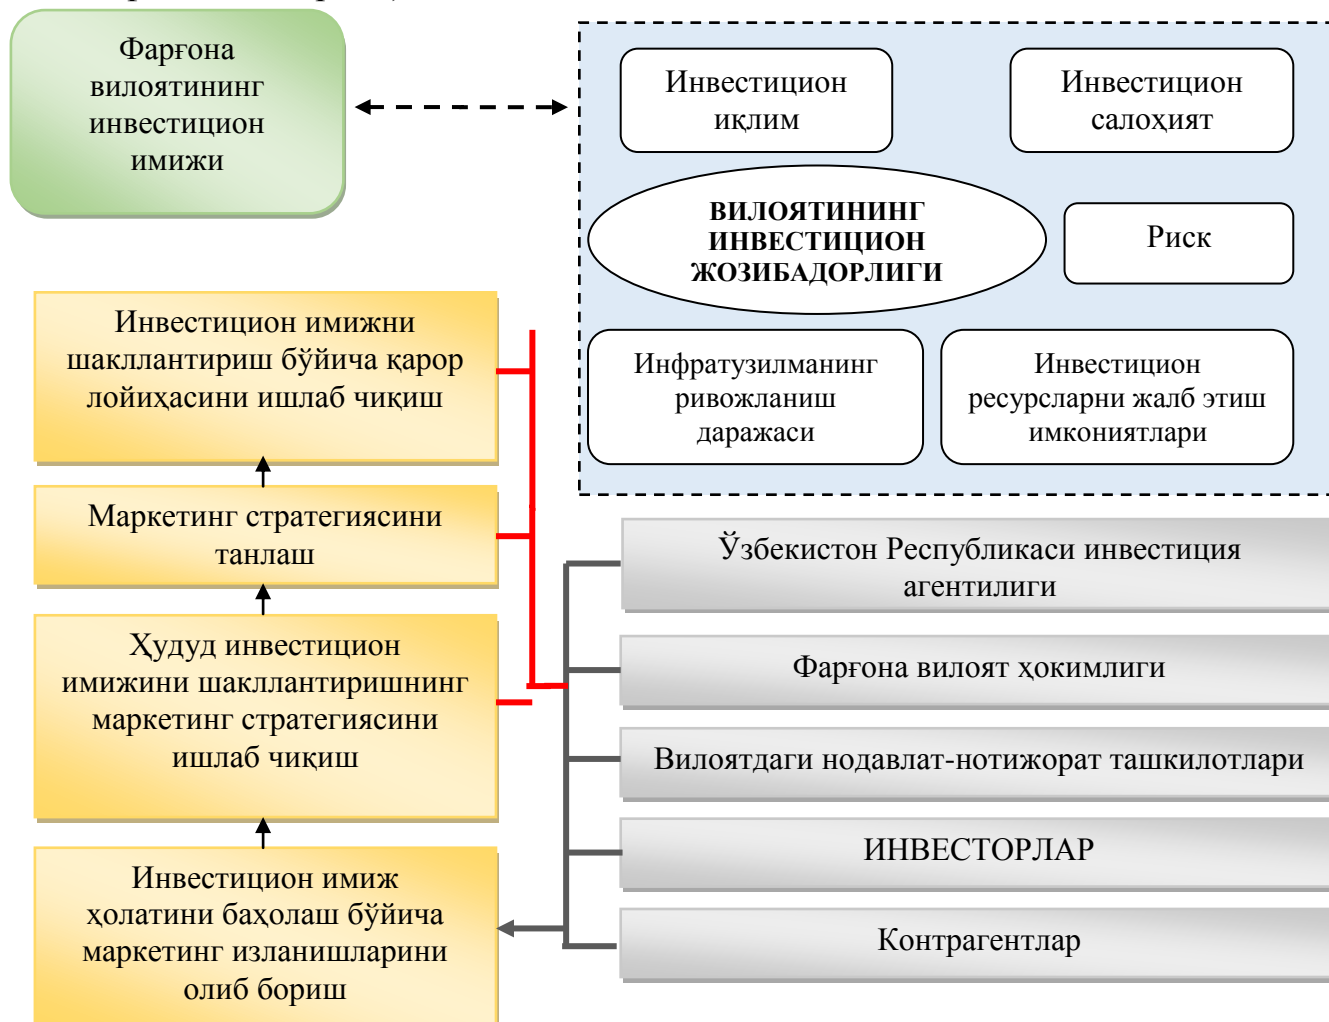 Фарғона
вилоятининг
инвестицион
имижи
Инвестицион
иқлим
Инвестицион
салоҳият
ВИЛОЯТИНИНГ
ИНВЕСТИЦИОН
ЖОЗИБАДОРЛИГИ
Риск
Инфратузилманинг
ривожланиш
даражаси
Инвестицион
ресурсларни жалб этиш
имкониятлари
Инвестицион имижни
шакллантириш бўйича қарор
лойиҳасини ишлаб чиқиш
Маркетинг стратегиясини
танлаш
Ҳудуд инвестицион
имижини шакллантиришнинг
маркетинг стратегиясини
ишлаб чиқиш
Инвестицион имиж
ҳолатини баҳолаш бўйича
маркетинг изланишларини
олиб бориш
Ўзбекистон Республикаси инвестиция
агентилиги
Фарғона вилоят ҳокимлиги
Вилоятдаги нодавлат-нотижорат ташкилотлари
ИНВЕСТОРЛАР
Контрагентлар